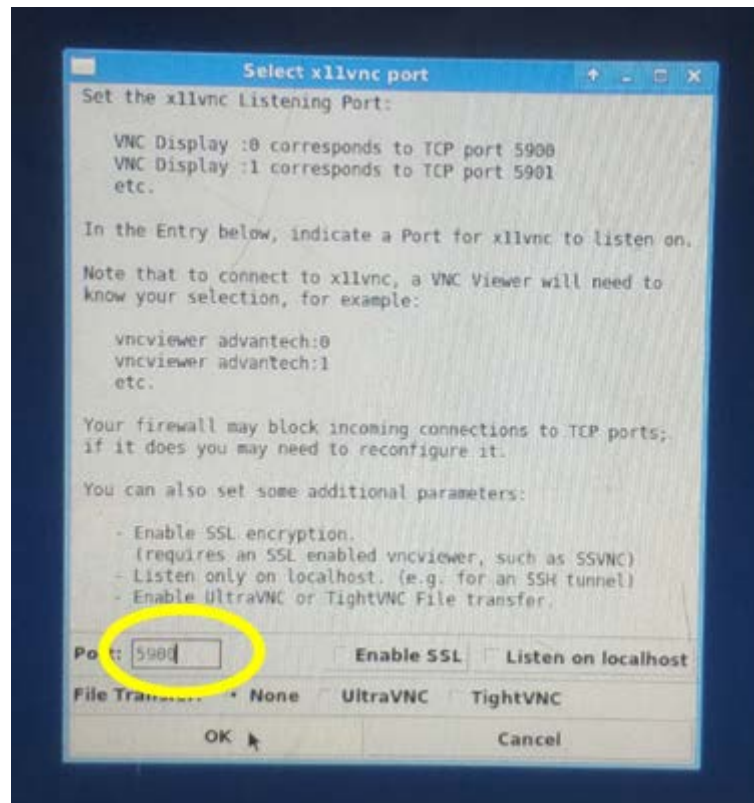 Select x11vnc port
Set the x11vnc Listening Port:
VNC Display :0 corresponds to TCP port 5900
VNC Display :1 corresponds to TCP port 5901
etc.
In the Entry below, indicate a Port for x11vnc to listen on.
Note that to connect to x11vnc, a VNC Viewer will need to
know your selection, for example:
vncviewer advantech:0
vncviewer advantech:1
etc.
Your firewall may block incoming connections to TCP ports;
if it does you may need to reconfigure it.
You can also set some additional parameters:
- Enable SSL encryption.
(requires an SSL enabled vncviewer, such as SSVNC)
- Listen only on localhost. (e.g. for an SSH tunnel)
- Enable UltraVNC or TightVNC File transfer.
Port: 5900 Enable SSL Listen on localhost
File Transfer: None UltraVNC TightVNC
OK Cancel